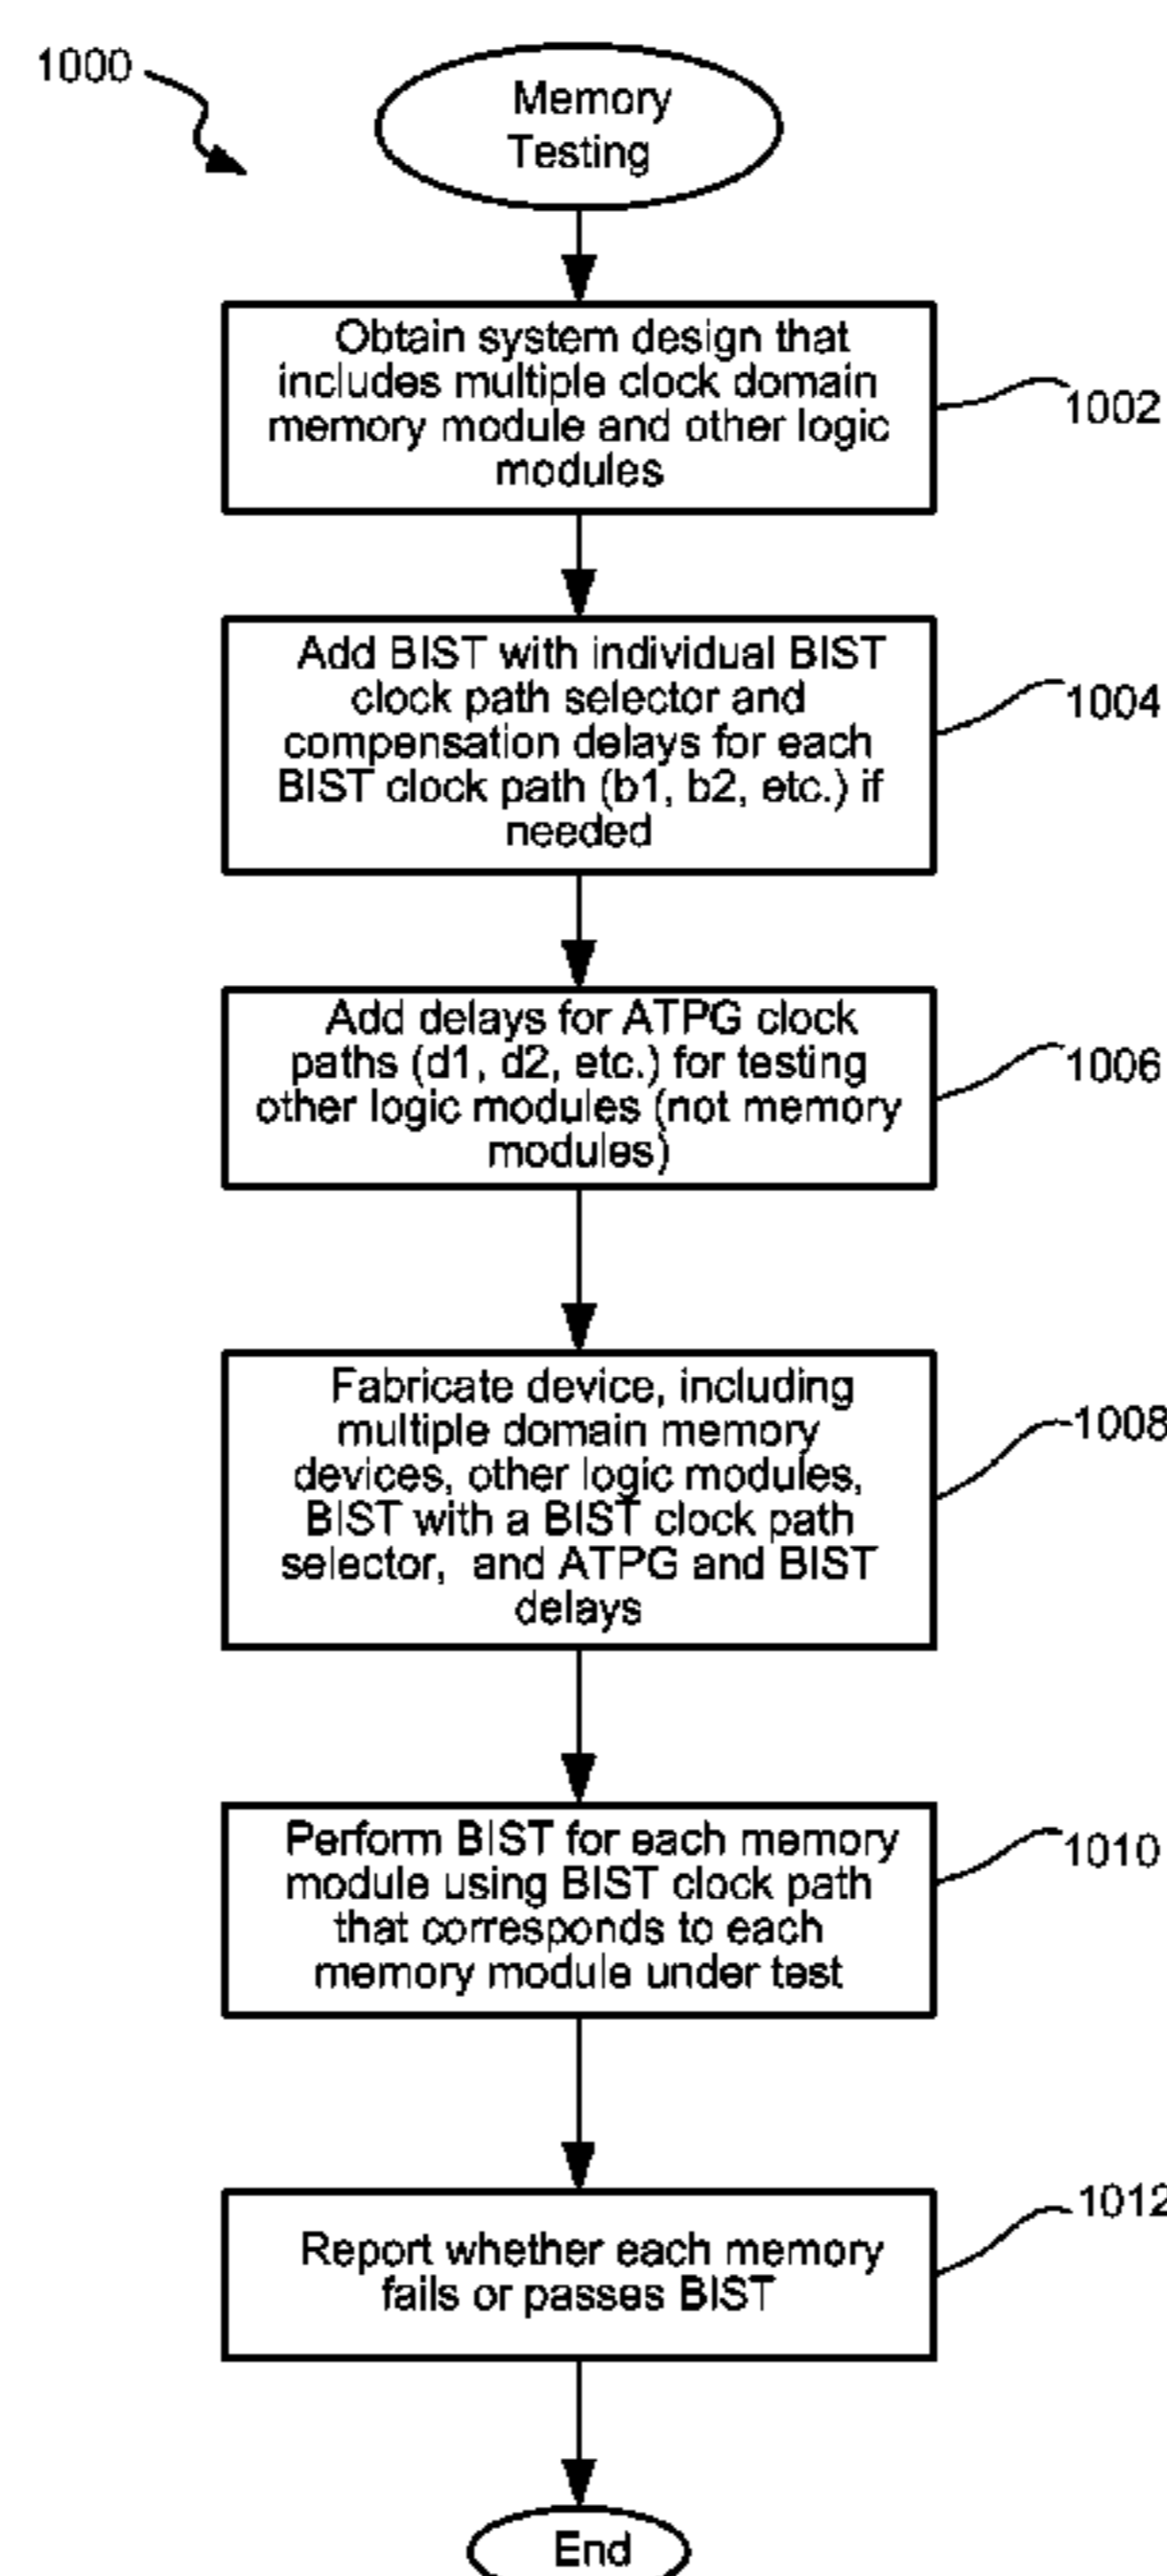 1000
Memory
Testing
Obtain system design that
includes multiple clock domain
memory module and other logic
modules
1002
Add BIST with individual BIST
clock path selector and
compensation delays for each
BIST clock path (b1, b2, etc.) if
needed
1004
Add delays for ATPG clock
paths (d1, d2, etc.) for testing
other logic modules (not memory
modules)
1006
Fabricate device, including
multiple domain memory
devices, other logic modules,
BIST with a BIST clock path
selector, and ATPG and BIST
delays
1008
Perform BIST for each memory
module using BIST clock path
that corresponds to each
memory module under test
1010
Report whether each memory
fails or passes BIST
1012
End